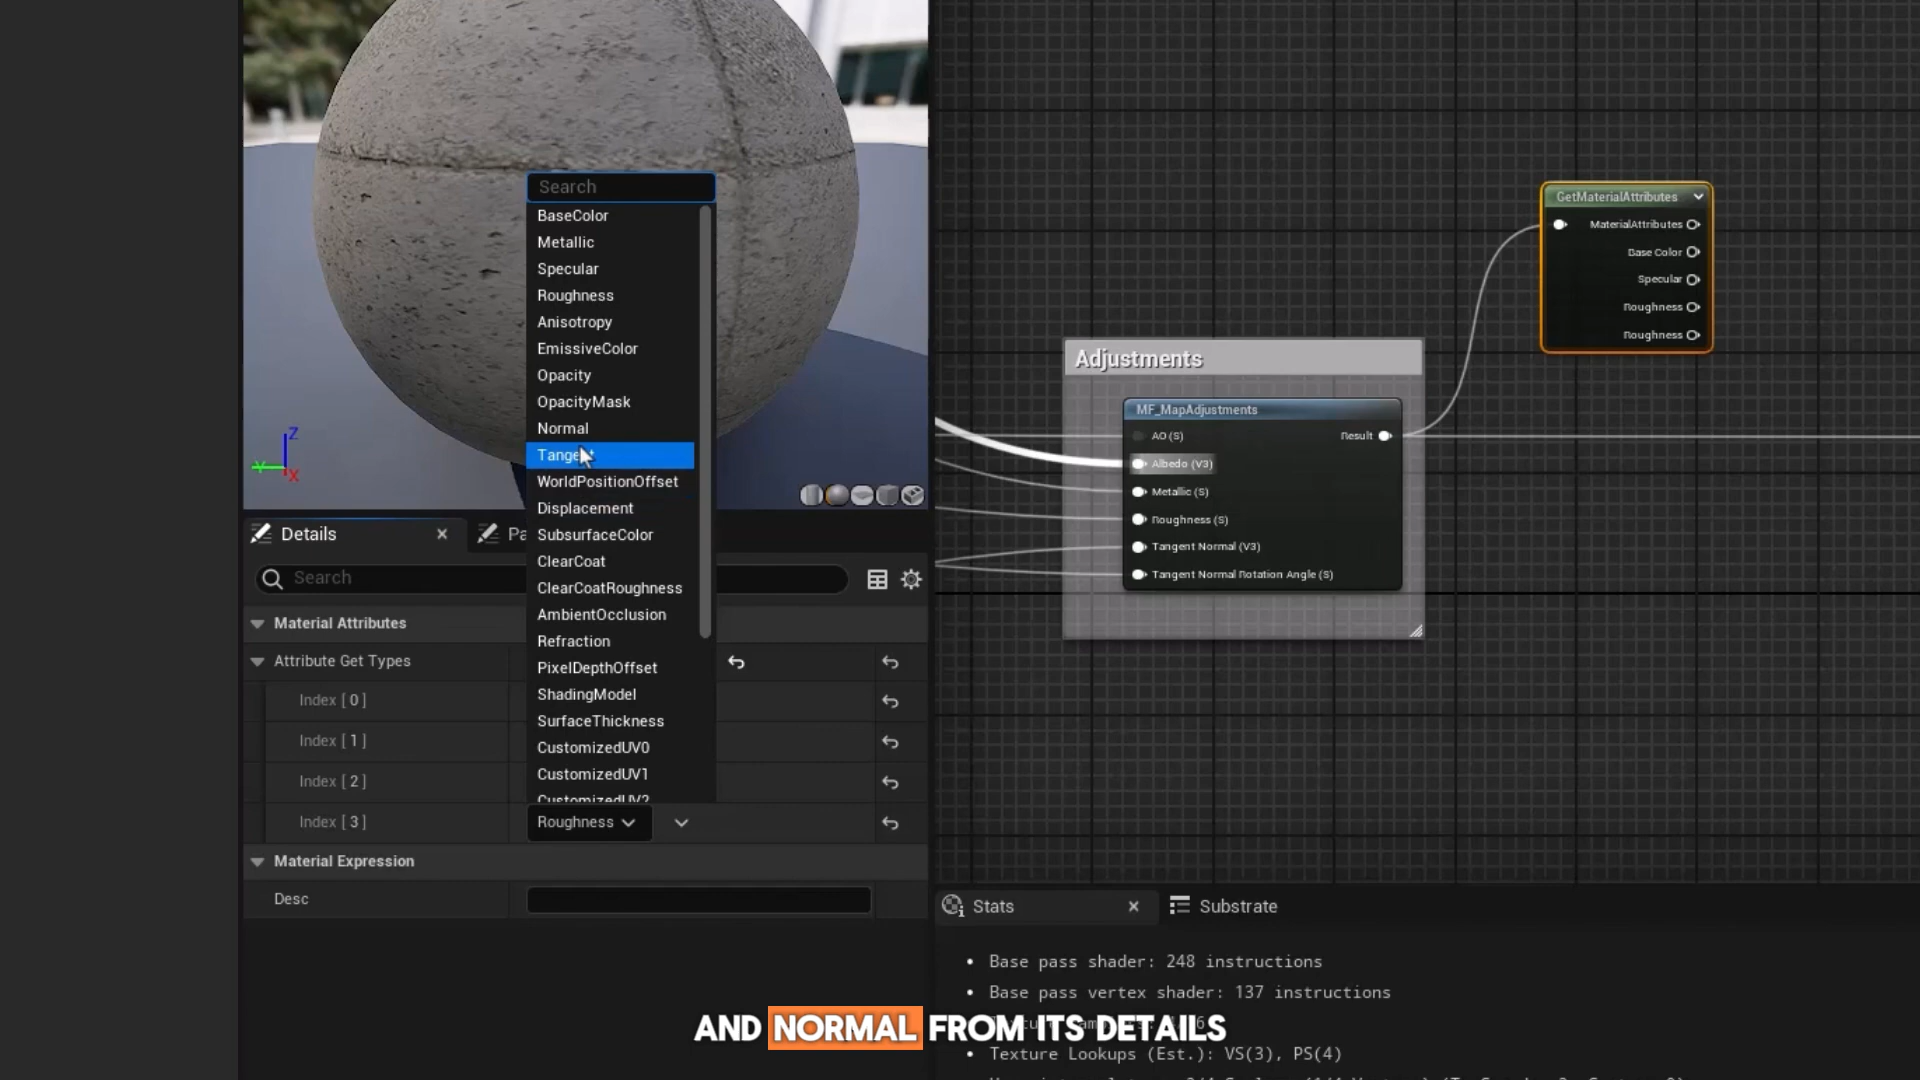 Search
BaseColor
Metallic
Specular
Roughness
Anisotropy
EmissiveColor
Opacity
OpacityMask
Normal
Tangent
WorldPositionOffset
Displacement
SubsurfaceColor
ClearCoat
ClearCoatRoughness
AmbientOcclusion
Refraction
PixelDepthOffset
ShadingModel
SurfaceThickness
CustomizedUV0
CustomizedUV1
CustomizedUV2
Z
Y
X
Details
Pa
Search
Material Attributes
Attribute Get Types
Index [ 0 ]
Index [ 1 ]
Index [ 2 ]
Index [ 3 ] Roughness
Material Expression
Desc
Adjustments
MF_MapAdjustments
AO (S) Result
Albedo (V3)
Metallic (S)
Roughness (S)
Tangent Normal (V3)
Tangent Normal Rotation Angle (S)
GetMaterialAttributes
MaterialAttributes
Base Color
Specular
Roughness
Roughness
Stats
Substrate
Base pass shader: 248 instructions
Base pass vertex shader: 137 instructions
AND NORMAL FROM ITS DETAILS
Texture Lookups (Est.): VS(3), PS(4)